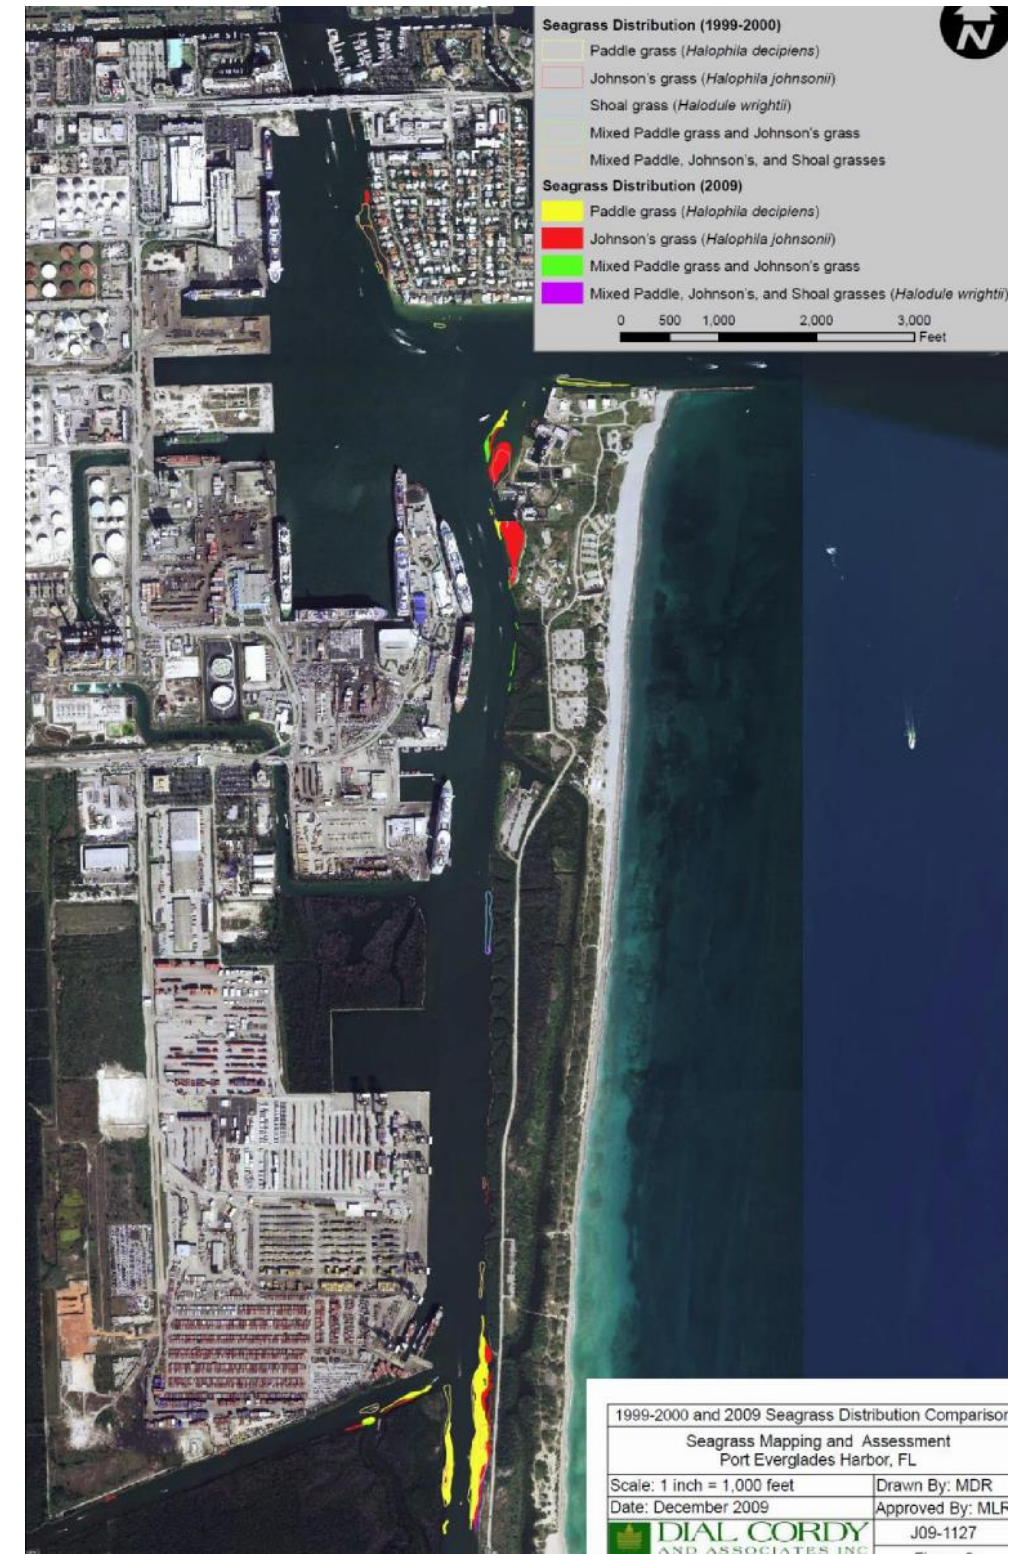 Seagrass Distribution (1999-2000)
Paddle grass (Halophila decipiens)
Johnson's grass (Halophila johnsonii)
Shoal grass (Halodule wrightii)
Mixed Paddle grass and Johnson's grass
Mixed Paddle, Johnson's, and Shoal grasses
Seagrass Distribution (2009)
Paddle grass (Halophila decipiens)
Johnson's grass (Halophila johnsonii)
Mixed Paddle grass and Johnson's grass
Mixed Paddle, Johnson's, and Shoal grasses (Halodule wrightii)
0 500 1,000 2,000 3,000
Feet
N
1999-2000 and 2009 Seagrass Distribution Comparison
Seagrass Mapping and Assessment
Port Everglades Harbor, FL
Scale: 1 inch = 1,000 feet
Drawn By: MDR
Date: December 2009
Approved By: MLR
DIAL CORDY
AND ASSOCIATES INC
J09-1127